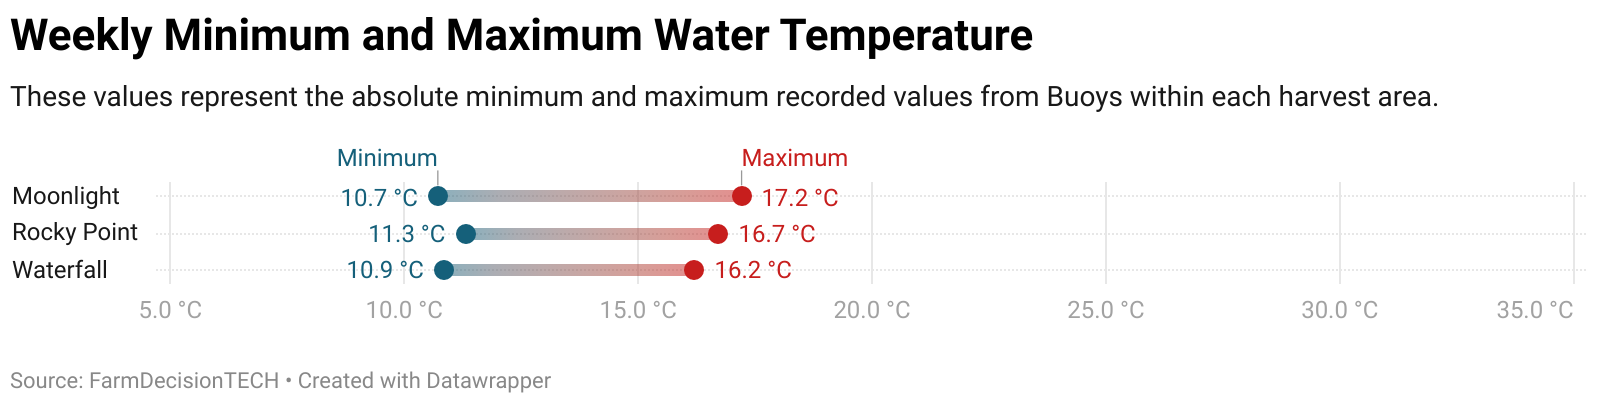 Weekly Minimum and Maximum Water Temperature
These values represent the absolute minimum and maximum recorded values from Buoys within each harvest area.
Minimum Maximum
Moonlight 10.7 °C 17.2 °C
Rocky Point 11.3 °C 16.7 °C
Waterfall 10.9 °C 16.2 °C
5.0 °C 10.0 °C 15.0 °C 20.0 °C 25.0 °C 30.0 °C 35.0 °C
Source: FarmDecisionTECH • Created with Datawrapper